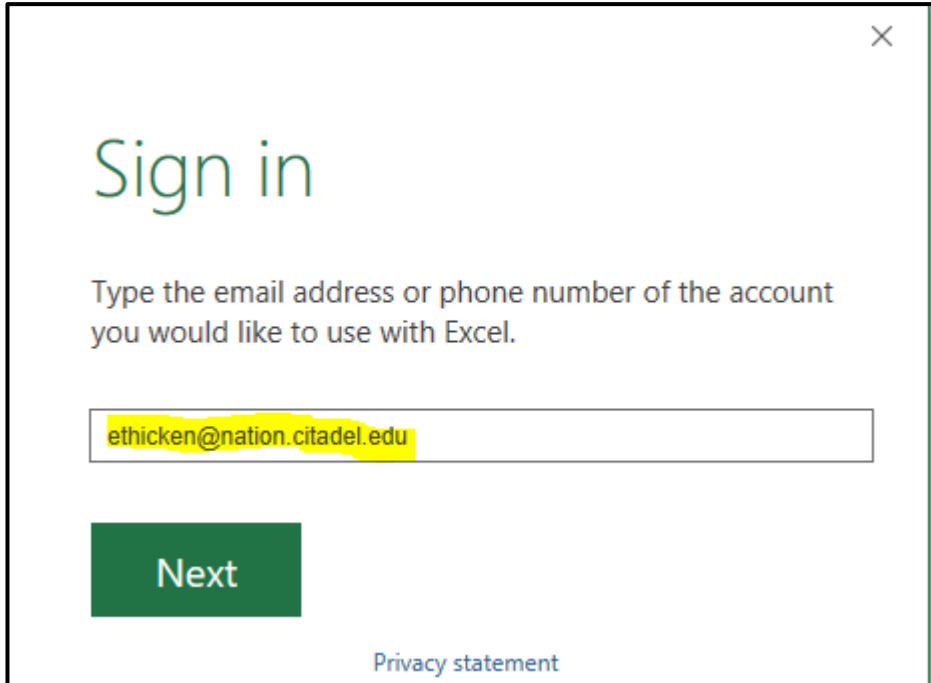 Sign in
Type the email address or phone number of the account
you would like to use with Excel.
ethicken@nation.citadel.edu
Next
Privacy statement